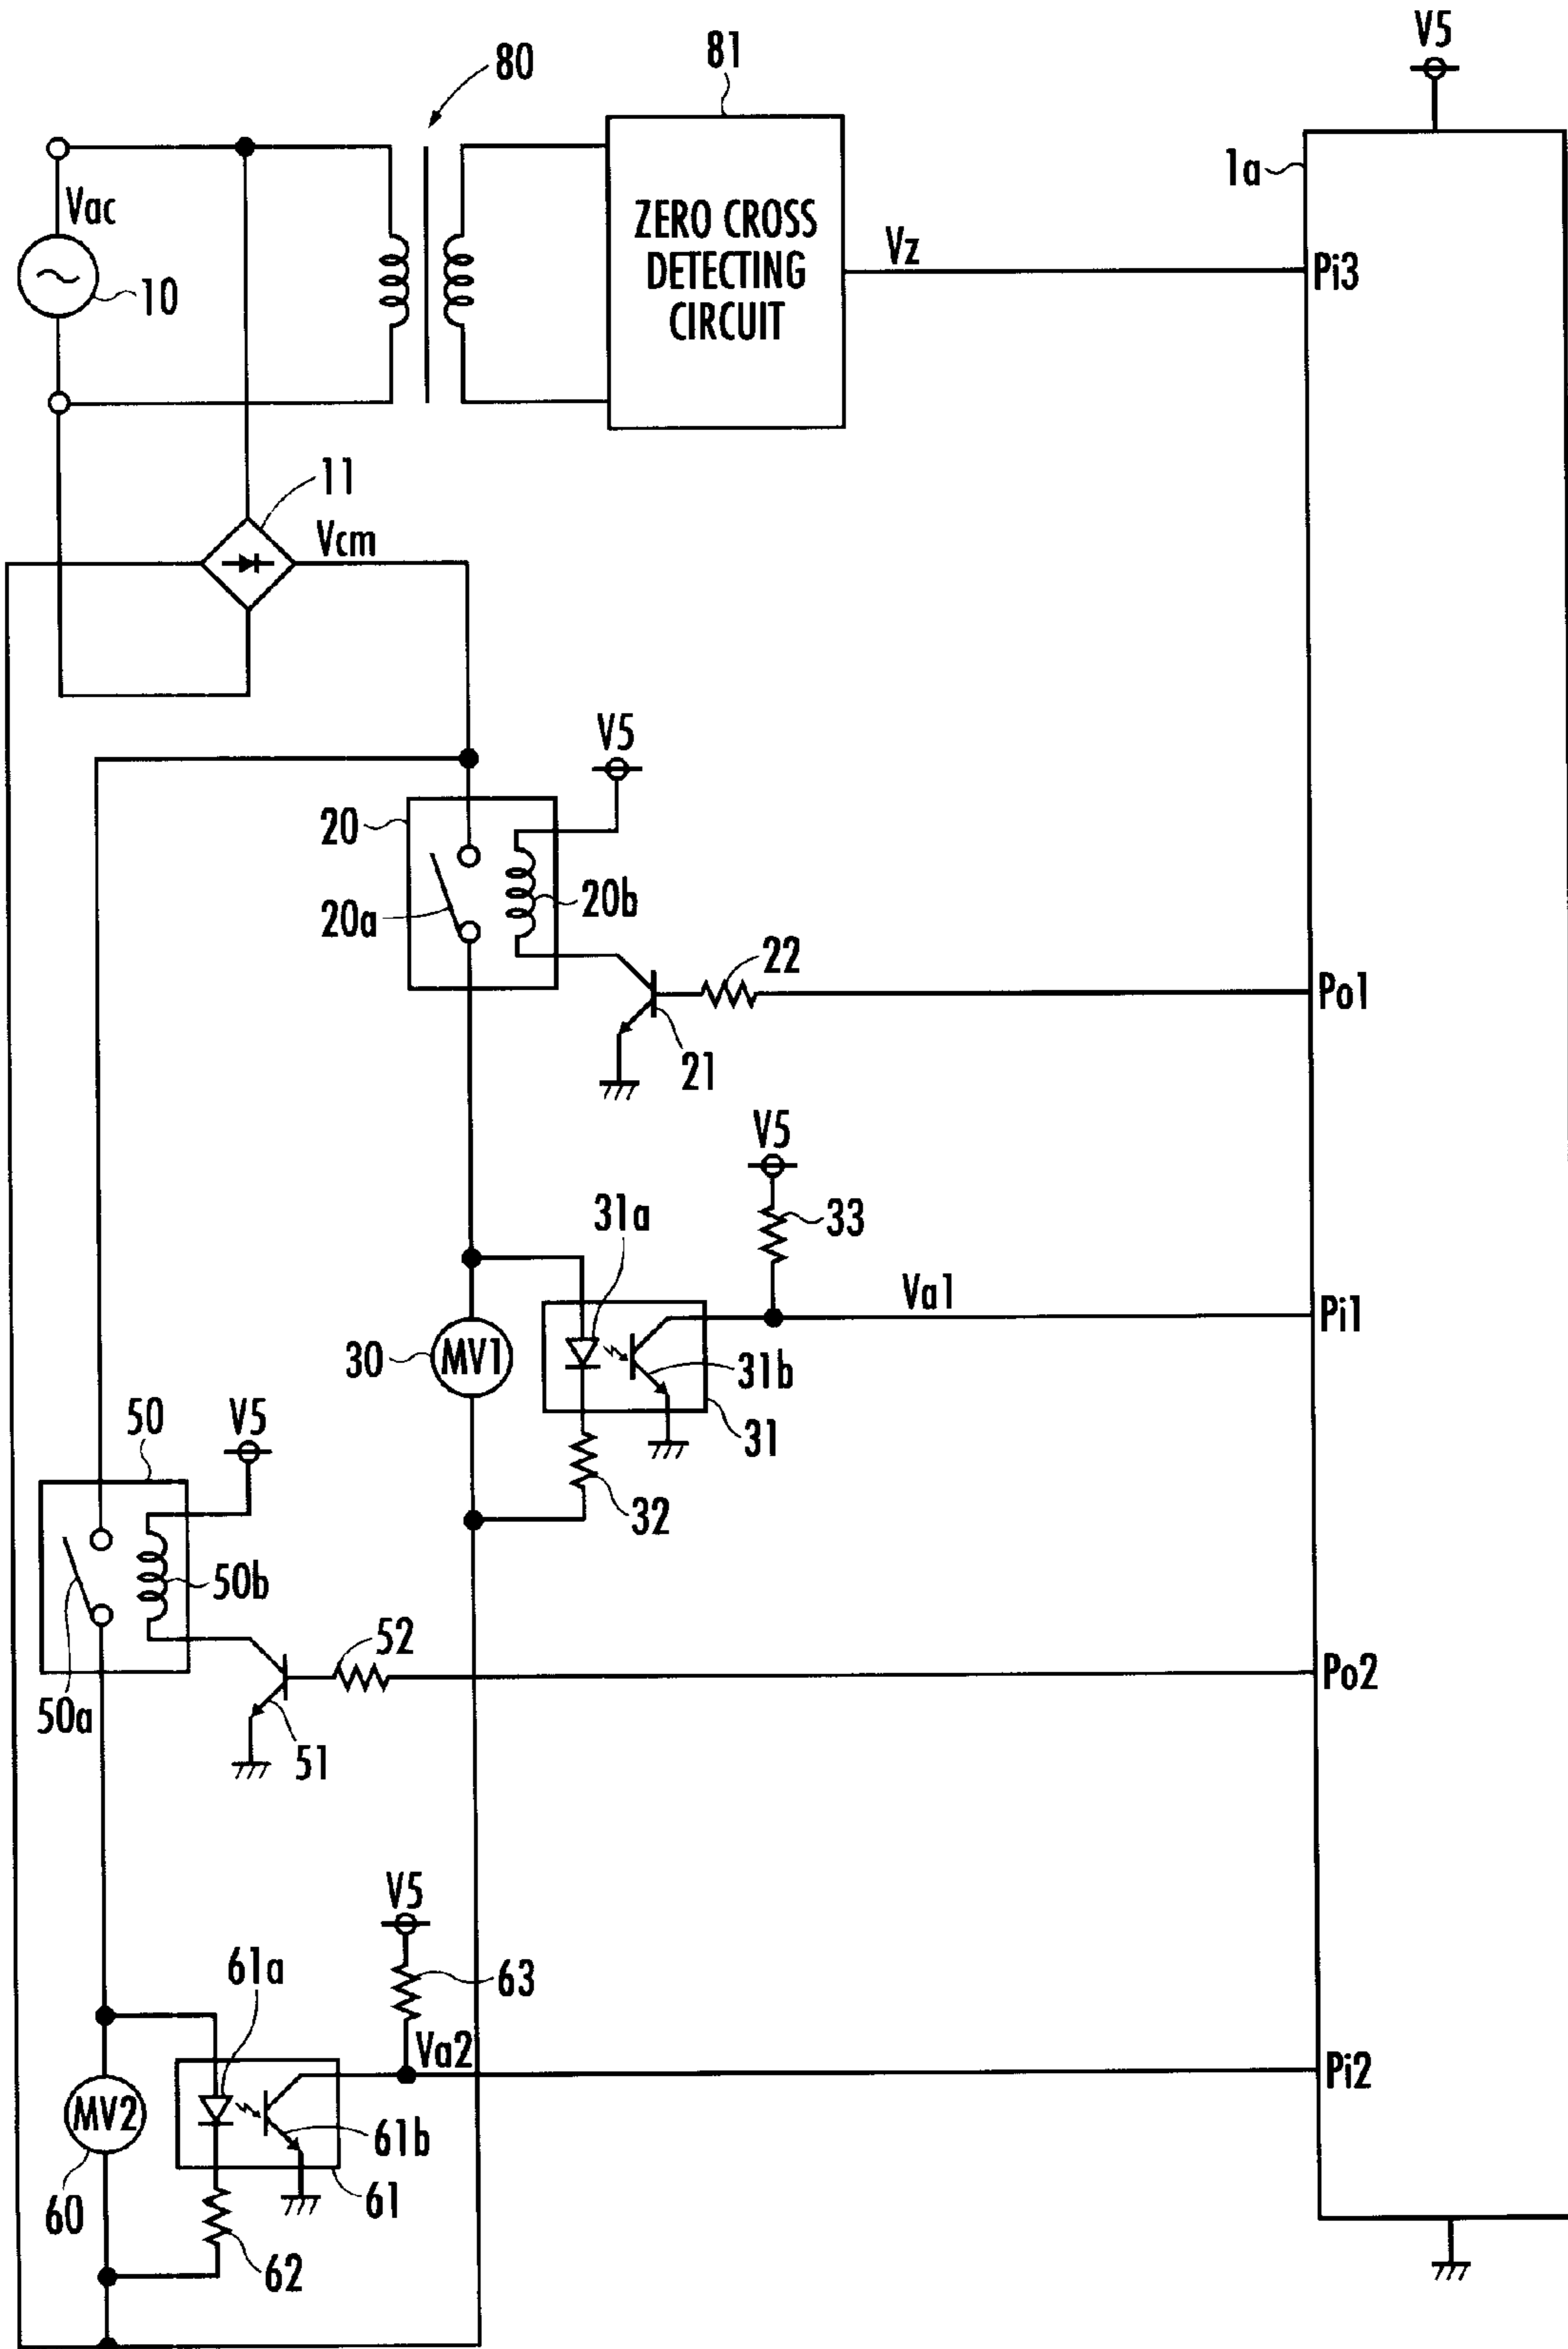 80
81
V5
Vac
10
ZERO CROSS
DETECTING
CIRCUIT
Vz
1a
Pi3
11
Vcm
V5
20
20a
20b
22
21
Po1
V5
33
31a
Va1
Pi1
30
MV1
31b
31
32
50
V5
50b
50a
52
51
Po2
V5
63
61a
Va2
Pi2
MV2
61b
61
60
62